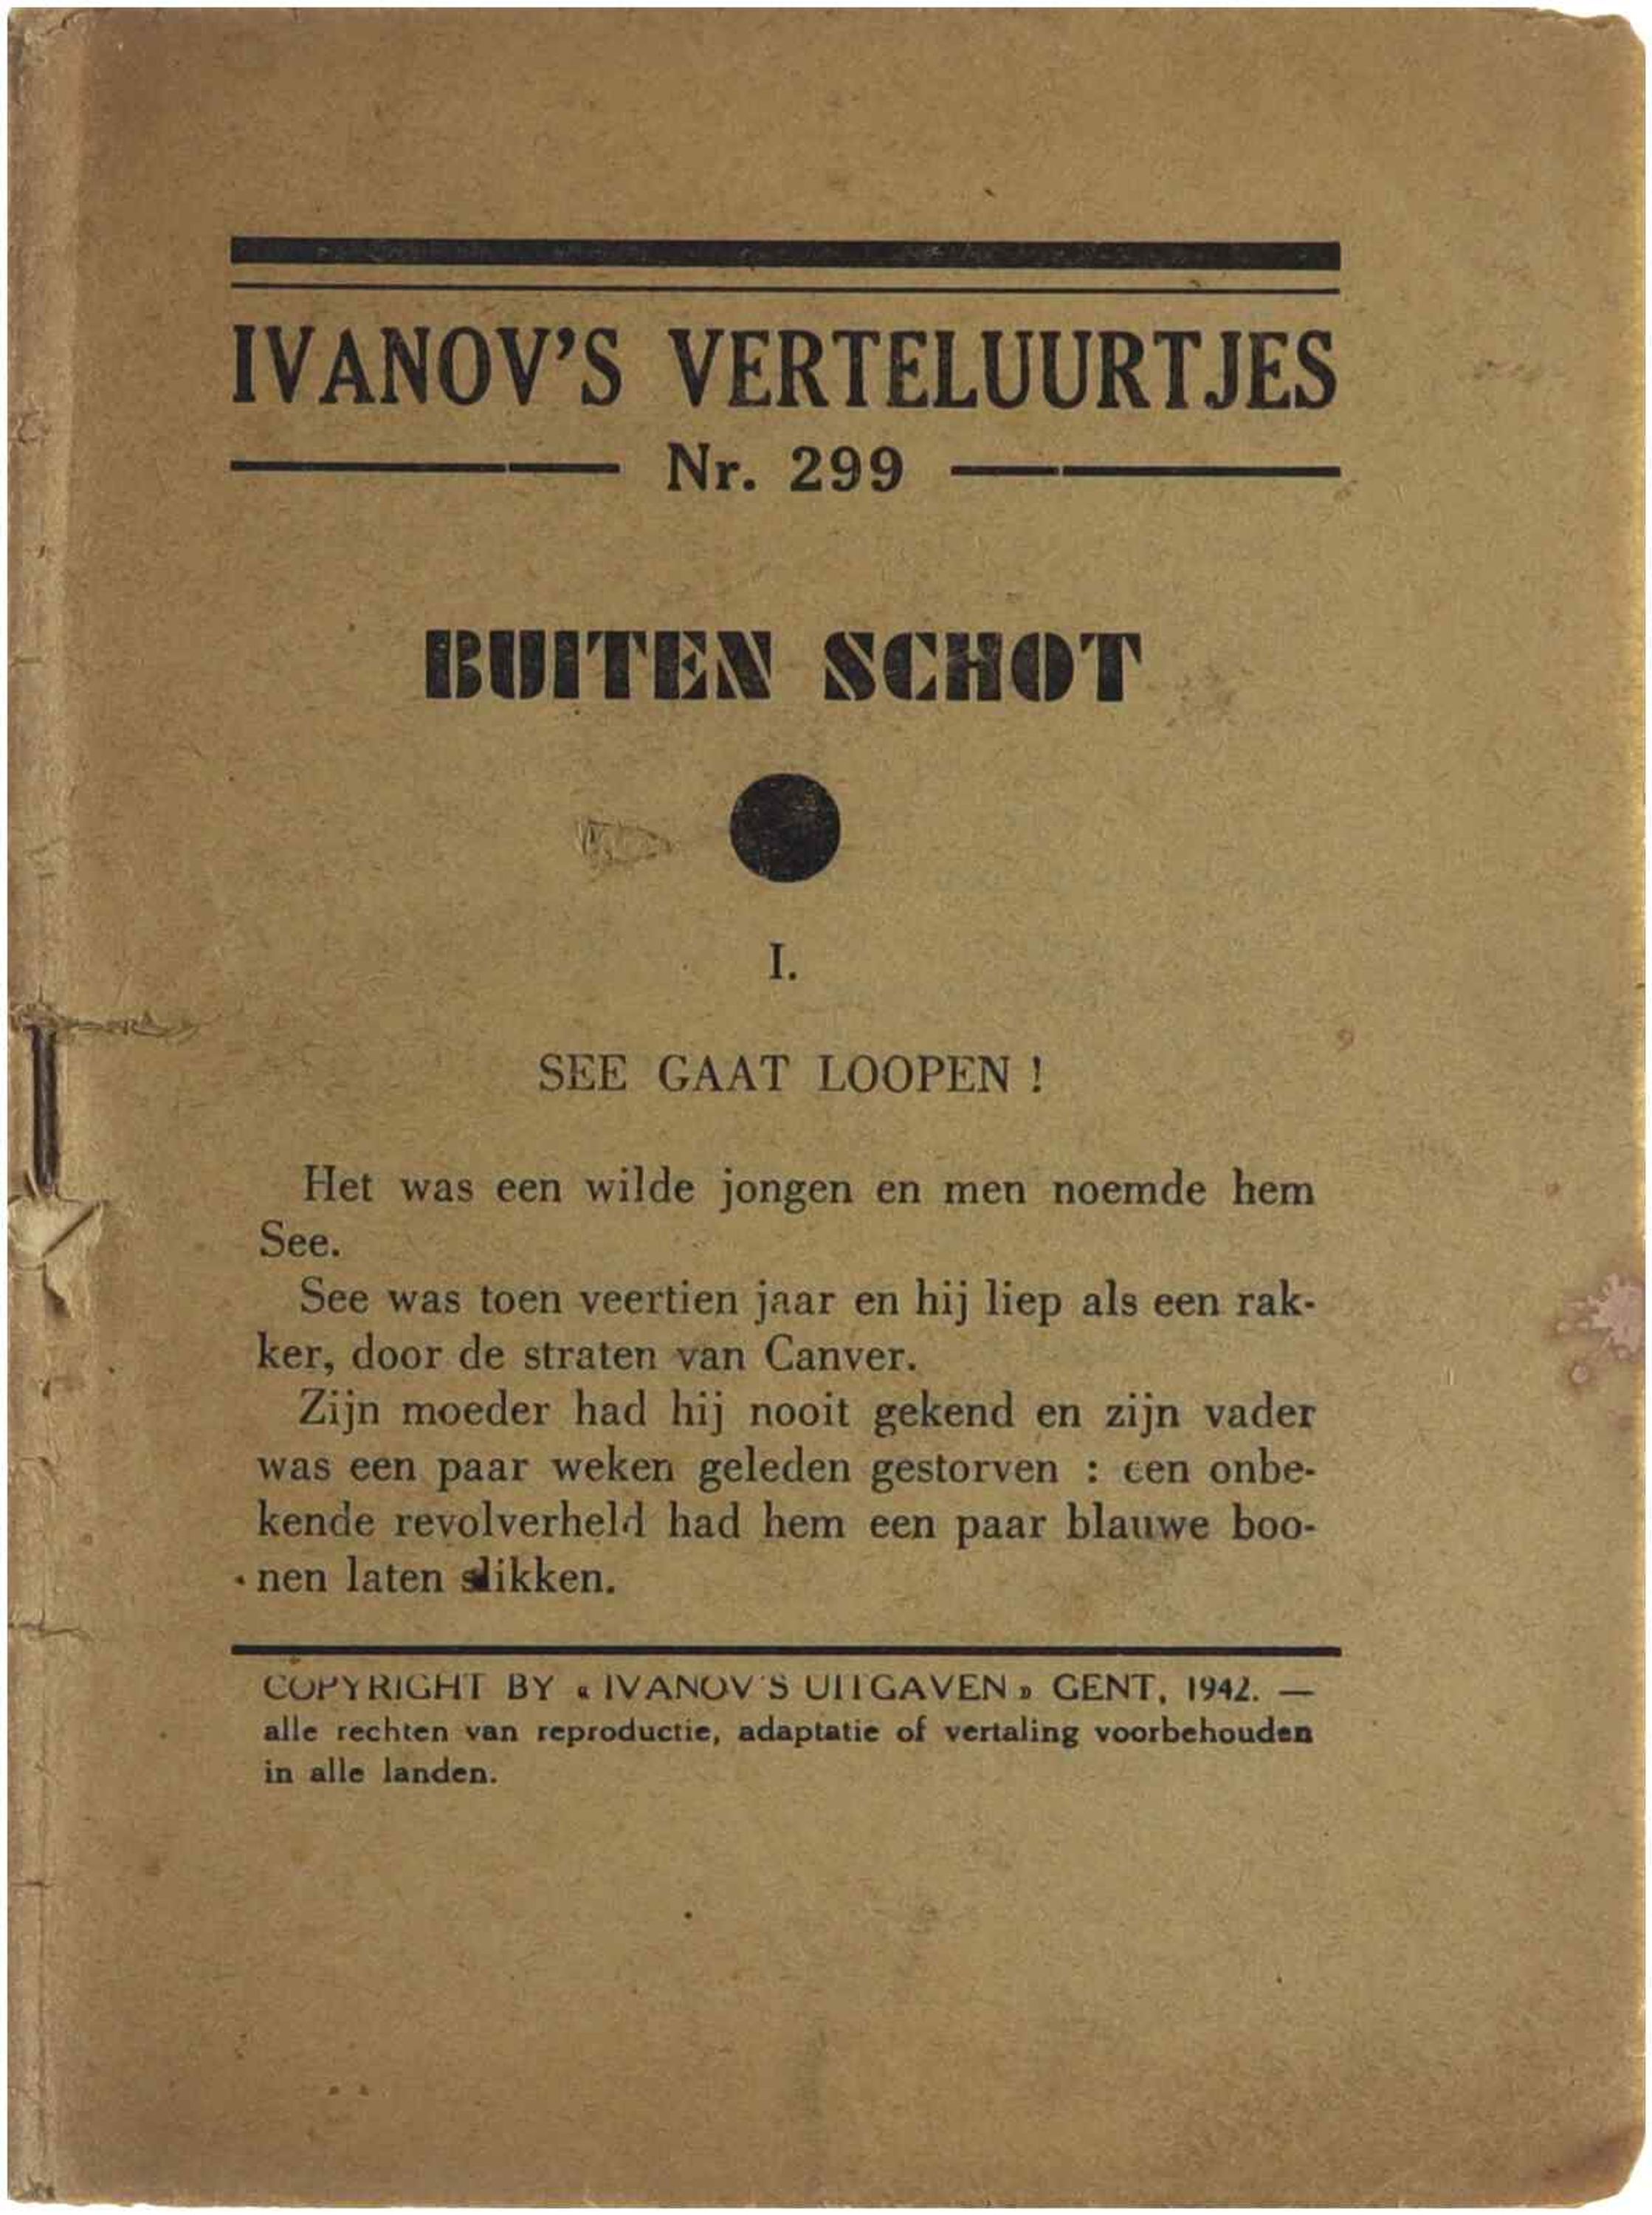 IVANOV'S VERTELUURTJES
Nr. 299
BUITEN SCHOT
I.
SEE GAAT LOOPEN !
Het was een wilde jongen en men noemde hem
See.
See was toen veertien jaar en hij liep als een rak-
ker, door de straten van Canver.
Zijn moeder had hij nooit gekend en zijn vader
was een paar weken geleden gestorven : een onbe-
kende revolverheld had hem een paar blauwe boo-
nen laten slikken.
COPYRIGHT BY « IVANOV'S UITGAVEN » GENT, 1942. —
alle rechten van reproductie, adaptatie of vertaling voorbehouden
in alle landen.